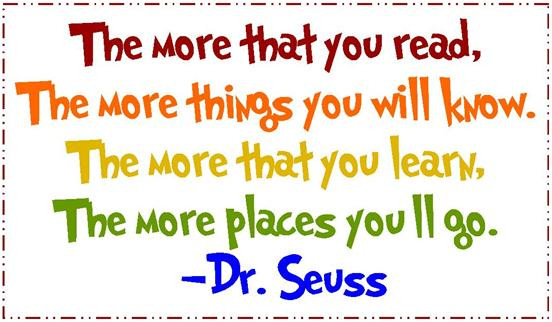 The more that you read,
The more things you will know.
The more that you learn,
The more places you ll go.
-Dr. Seuss